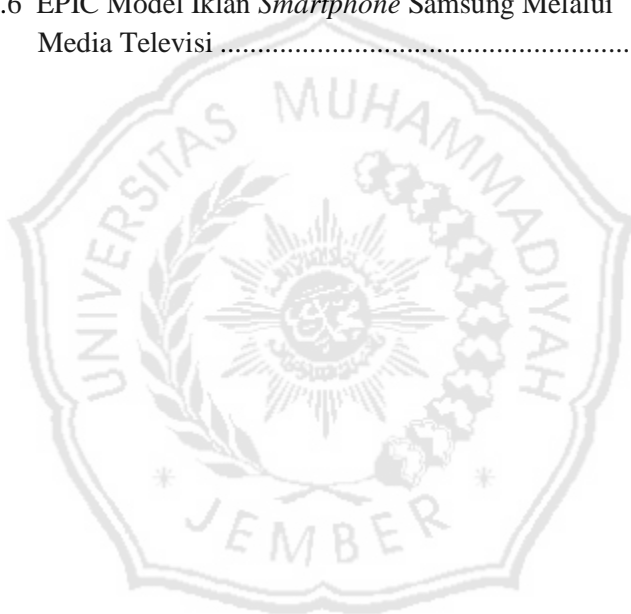 .6 EPIC Model Iklan Smartphone Samsung Melalui
Media Televisi .......................................................
UNIVERSITAS MUHAMMADIYAH
JEMBER